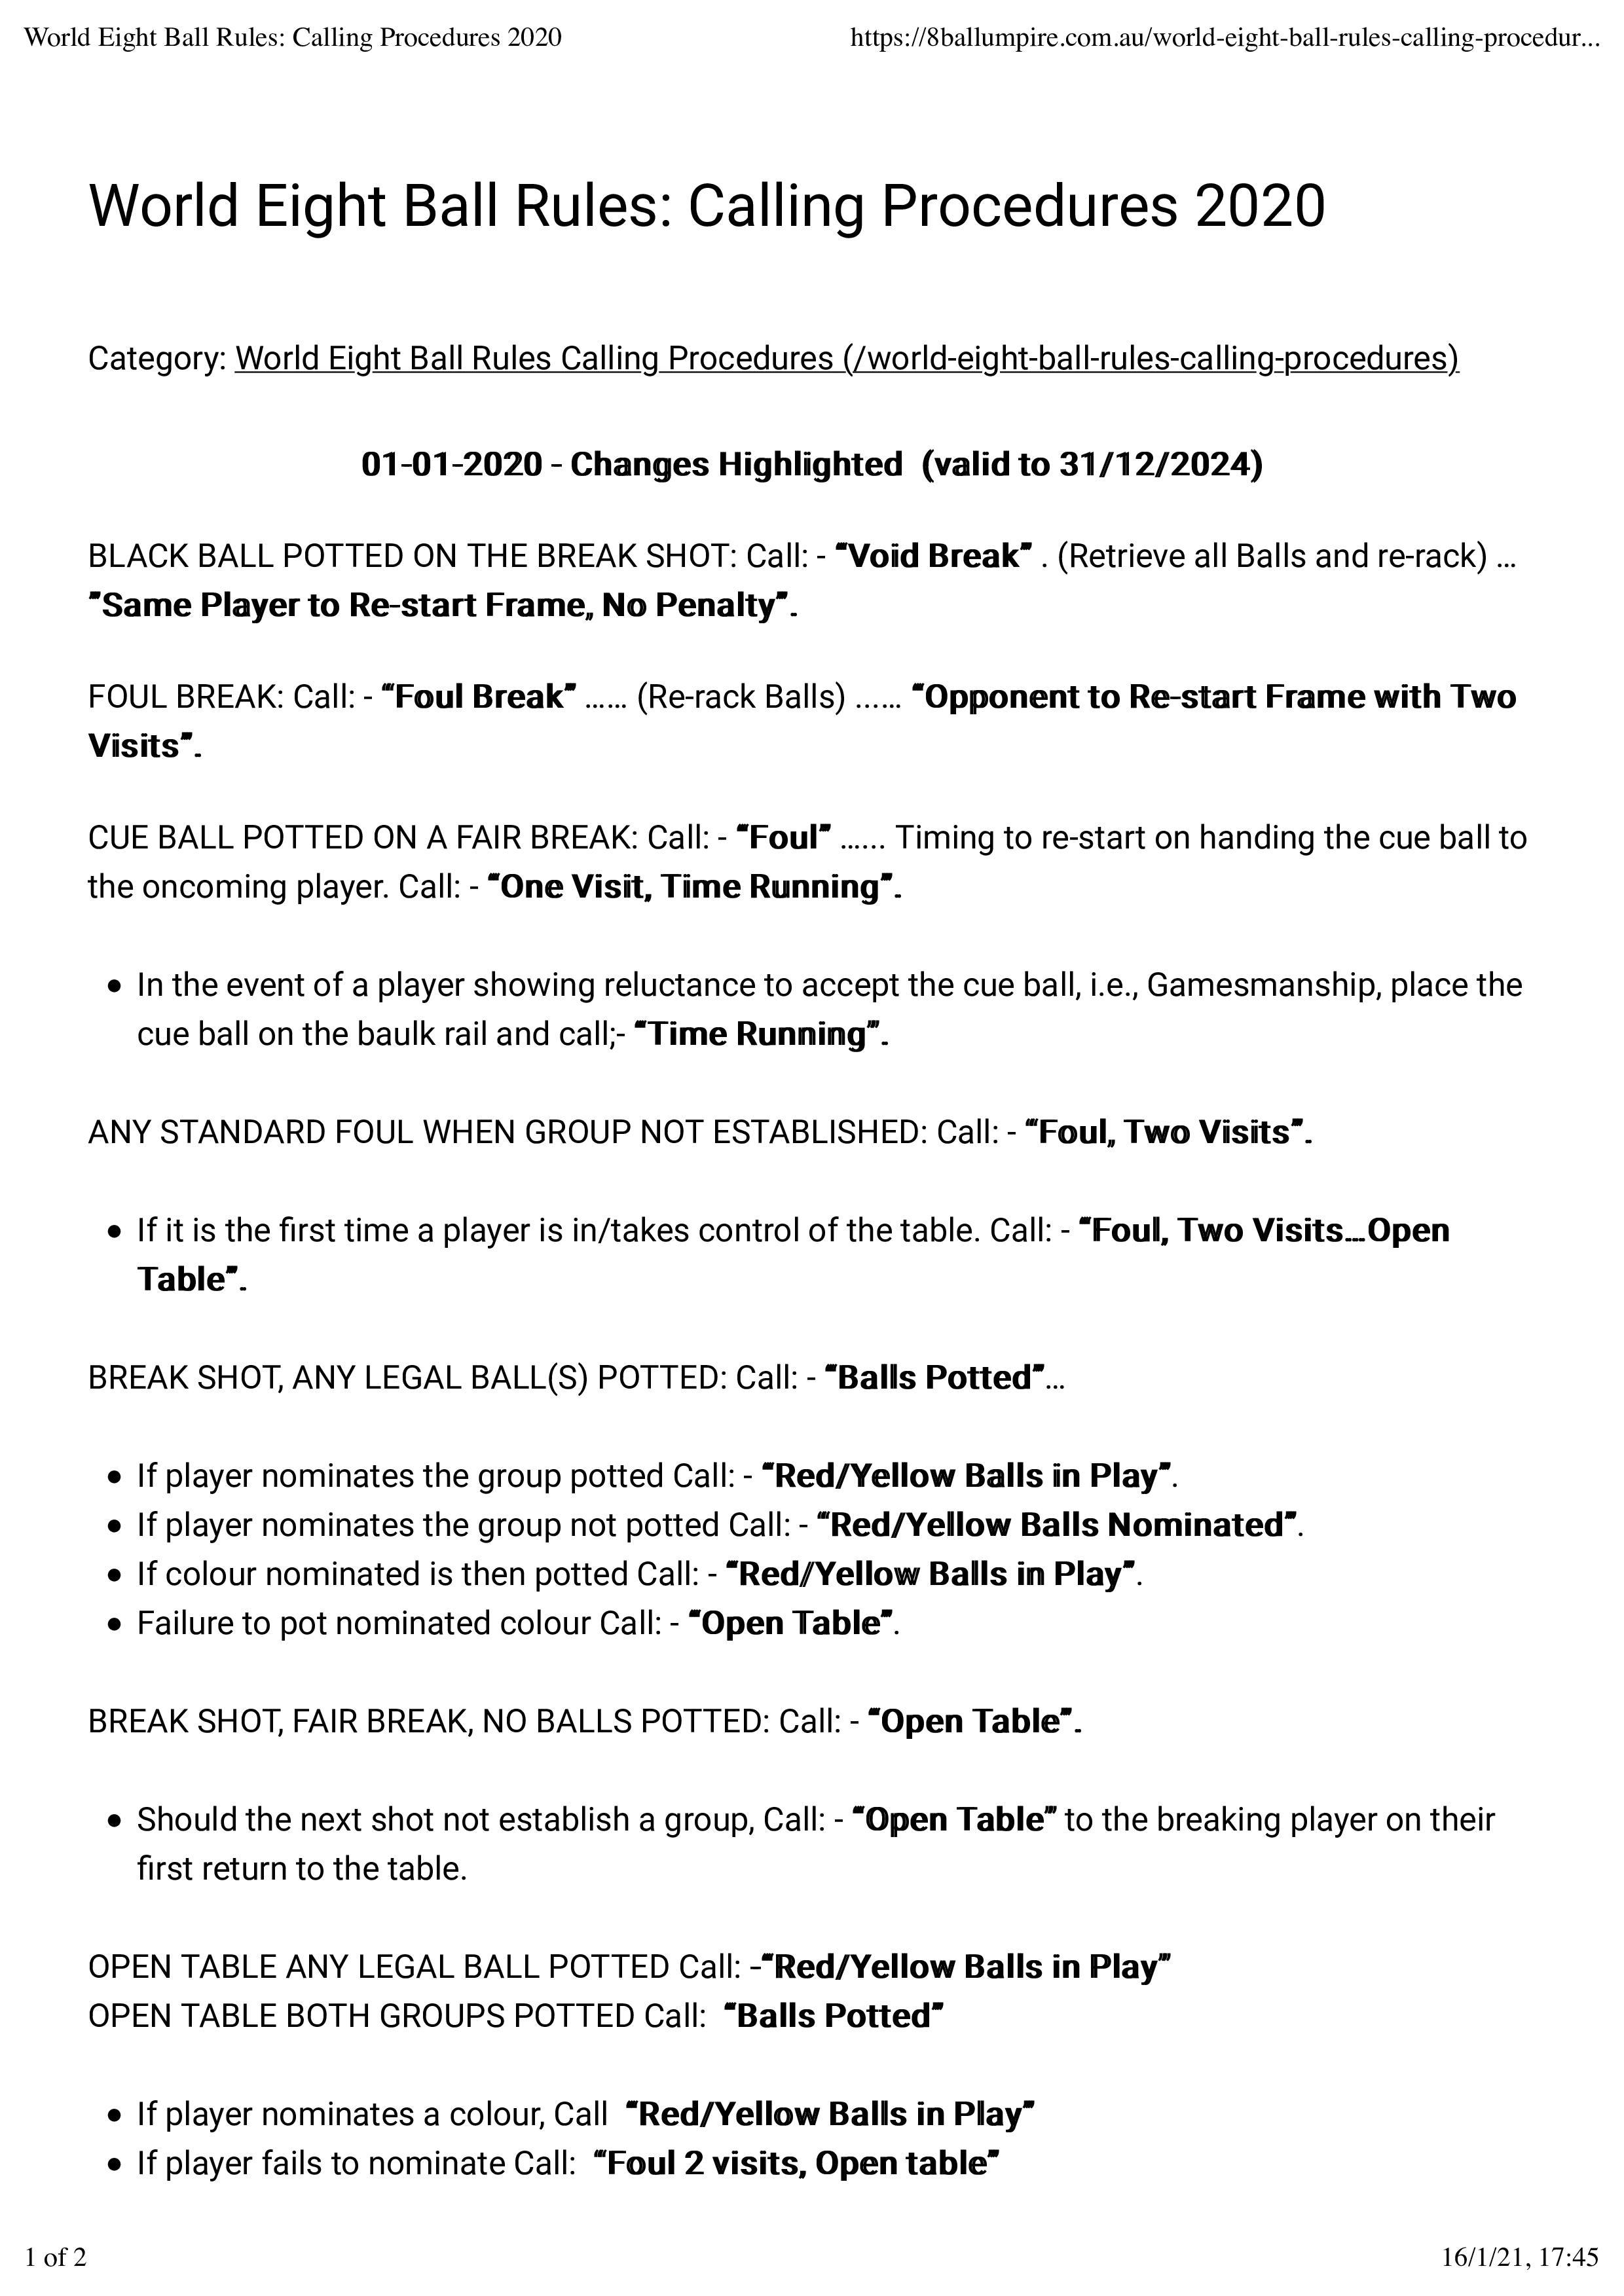 World Eight Ball Rules: Calling Procedures 2020 https://8ballumpire.com.au/world-eight-ball-rules-calling-procedur...
World Eight Ball Rules: Calling Procedures 2020
Category: World Eight Ball Rules Calling Procedures (/world-eight-ball-rules-calling-procedures)
01-01-2020 - Changes Highlighted (valid to 31/12/2024)
BLACK BALL POTTED ON THE BREAK SHOT: Call: - “Void Break” . (Retrieve all Balls and re-rack) …
”Same Player to Re-start Frame, No Penalty”.
FOUL BREAK: Call: - “Foul Break” …… (Re-rack Balls) ...… “Opponent to Re-start Frame with Two
Visits”.
CUE BALL POTTED ON A FAIR BREAK: Call: - “Foul” …... Timing to re-start on handing the cue ball to
the oncoming player. Call: - “One Visit, Time Running”.
• In the event of a player showing reluctance to accept the cue ball, i.e., Gamesmanship, place the
cue ball on the baulk rail and call;- “Time Running”.
ANY STANDARD FOUL WHEN GROUP NOT ESTABLISHED: Call: - “Foul, Two Visits”.
• If it is the first time a player is in/takes control of the table. Call: - “Foul, Two Visits…Open
Table”.
BREAK SHOT, ANY LEGAL BALL(S) POTTED: Call: - “Balls Potted”…
• If player nominates the group potted Call: - “Red/Yellow Balls in Play”.
• If player nominates the group not potted Call: - “Red/Yellow Balls Nominated”.
• If colour nominated is then potted Call: - “Red/Yellow Balls in Play”.
• Failure to pot nominated colour Call: - “Open Table”.
BREAK SHOT, FAIR BREAK, NO BALLS POTTED: Call: - “Open Table”.
• Should the next shot not establish a group, Call: - “Open Table” to the breaking player on their
first return to the table.
OPEN TABLE ANY LEGAL BALL POTTED Call: -“Red/Yellow Balls in Play”
OPEN TABLE BOTH GROUPS POTTED Call: “Balls Potted”
• If player nominates a colour, Call “Red/Yellow Balls in Play”
• If player fails to nominate Call: “Foul 2 visits, Open table”
1 of 2 16/1/21, 17:45